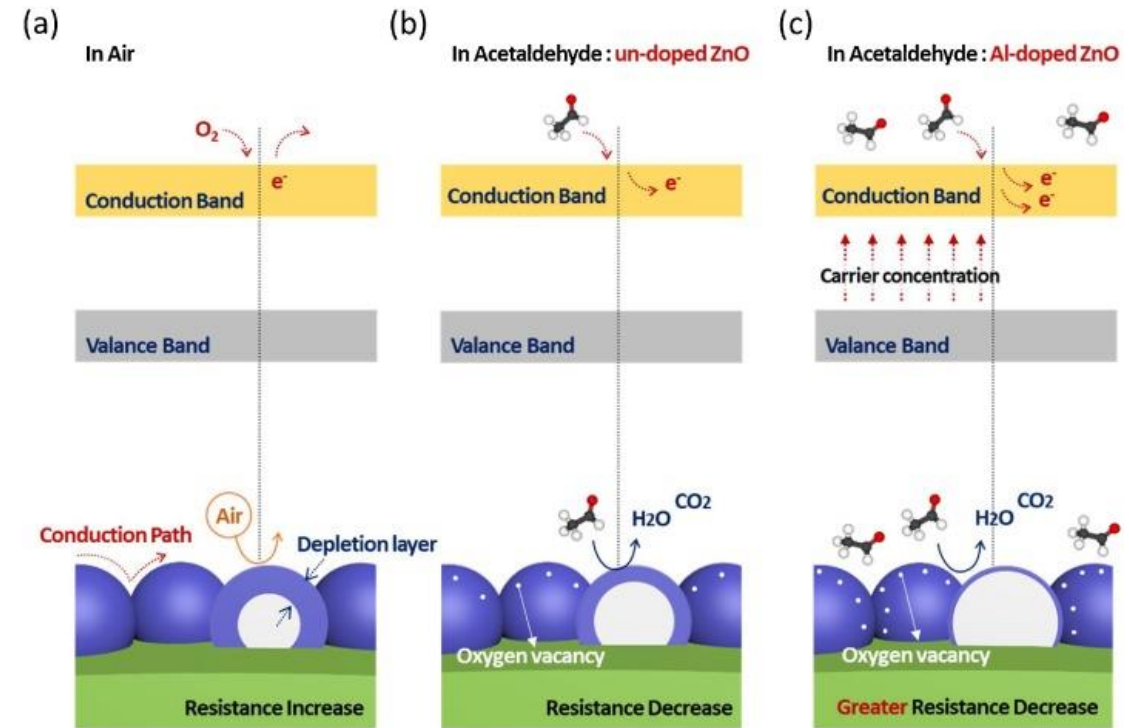 (a)
In Air
O2
e-
Conduction Band
Valance Band
Air
Conduction Path
Depletion layer
Resistance Increase
(b)
In Acetaldehyde : un-doped ZnO
e-
Conduction Band
Valance Band
H2O
CO2
Oxygen vacancy
Resistance Decrease
(c)
In Acetaldehyde : Al-doped ZnO
e-
e-
Conduction Band
Carrier concentration
Valance Band
H2O
CO2
Oxygen vacancy
Greater Resistance Decrease